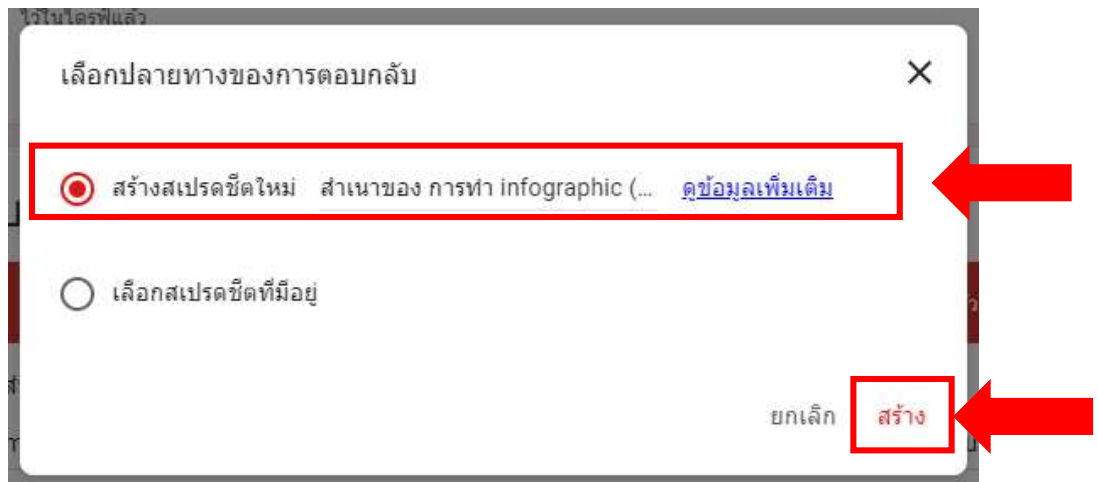 ไว้ในไดรฟ์แล้ว
เลือกปลายทางของการตอบกลับ
สร้างสเปรดชีตใหม่ สำเนาของ การทำ infographic (... ดูข้อมูลเพิ่มเติม
เลือกสเปรดชีตที่มีอยู่
ยกเลิก สร้าง